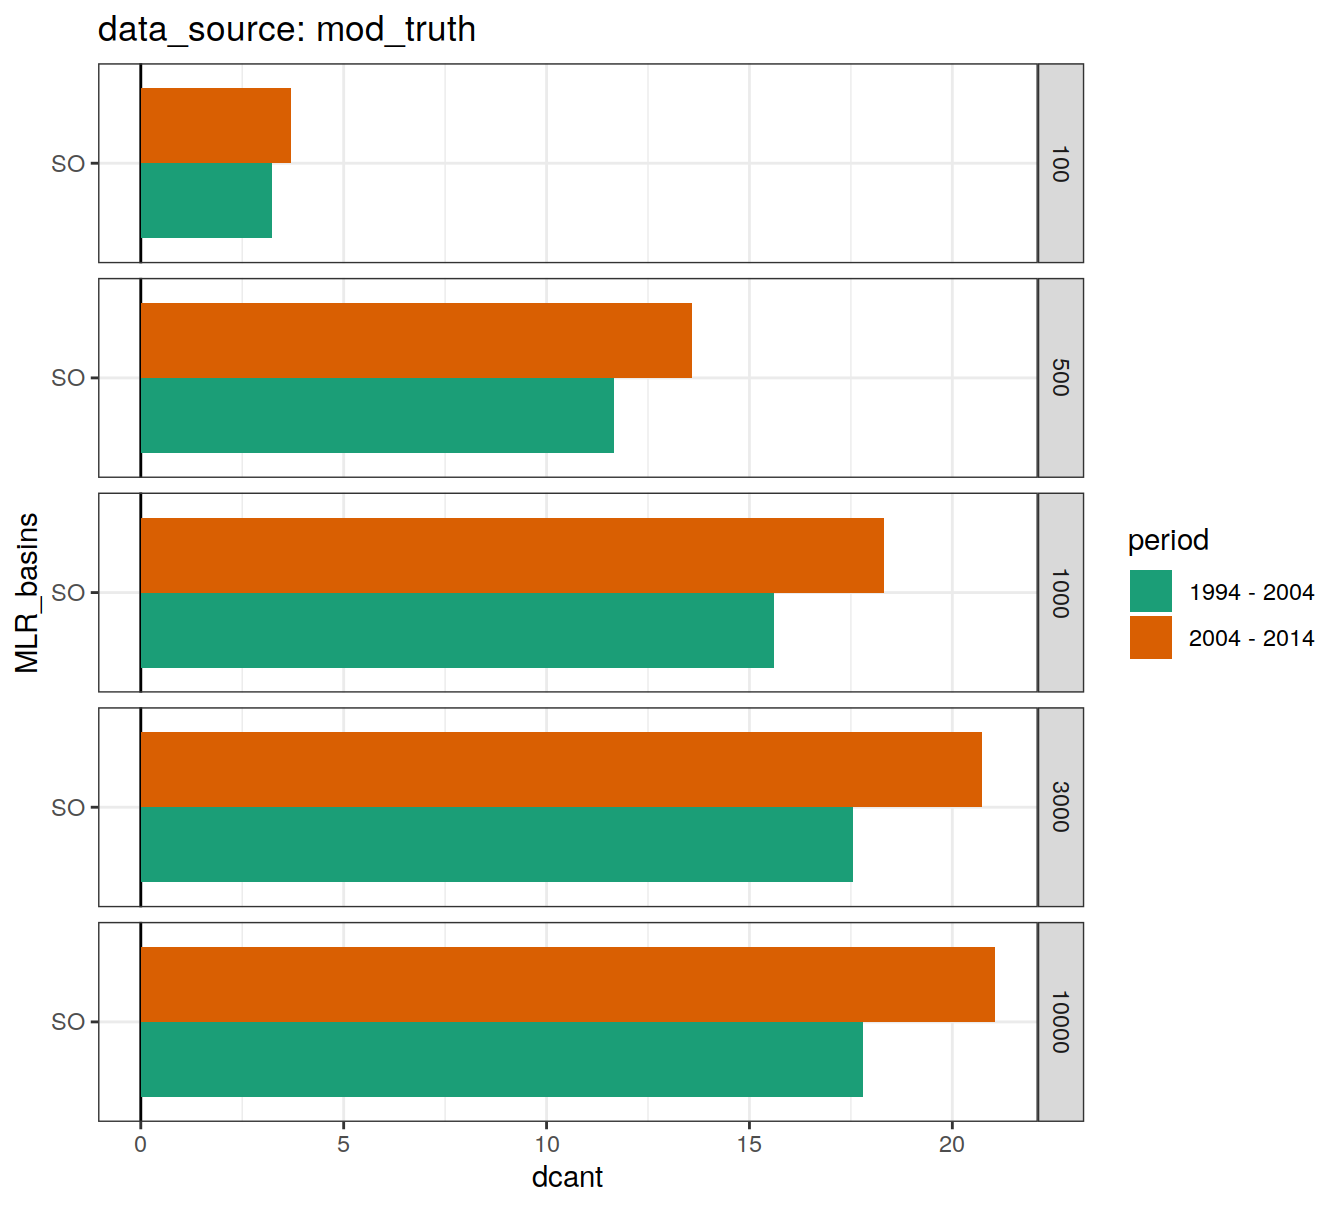 data_source: mod_truth
SO
100
SO
500
MLR_basins
SO
1000
SO
3000
SO
10000
0 5 10 15 20
dcant
period
1994 - 2004
2004 - 2014